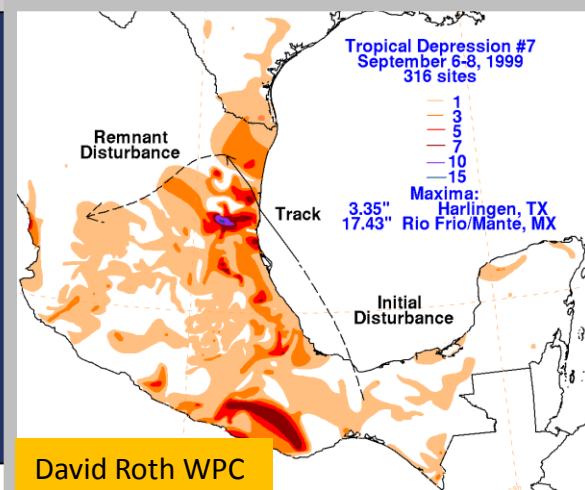 Tropical Depression #7
September 6-8, 1999
316 sites
1
3
5
7
10
15
Maxima:
3.35" Harlingen, TX
17.43" Rio Frio/Mante, MX
Remnant
Disturbance
Track
Initial
Disturbance
David Roth WPC